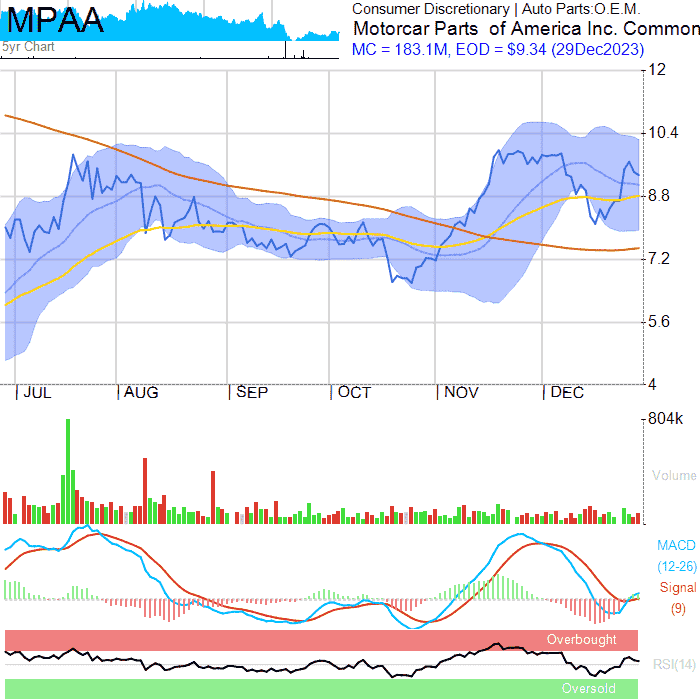 MPAA
5yr Chart
Consumer Discretionary | Auto Parts:O.E.M.
Motorcar Parts of America Inc. Common
MC = 183.1M, EOD = $9.34 (29Dec2023)
12
10.4
8.8
7.2
5.6
4
JUL AUG SEP OCT NOV DEC
804k
Volume
MACD
(12-26)
Signal
(9)
Overbought
RSI(14)
Oversold